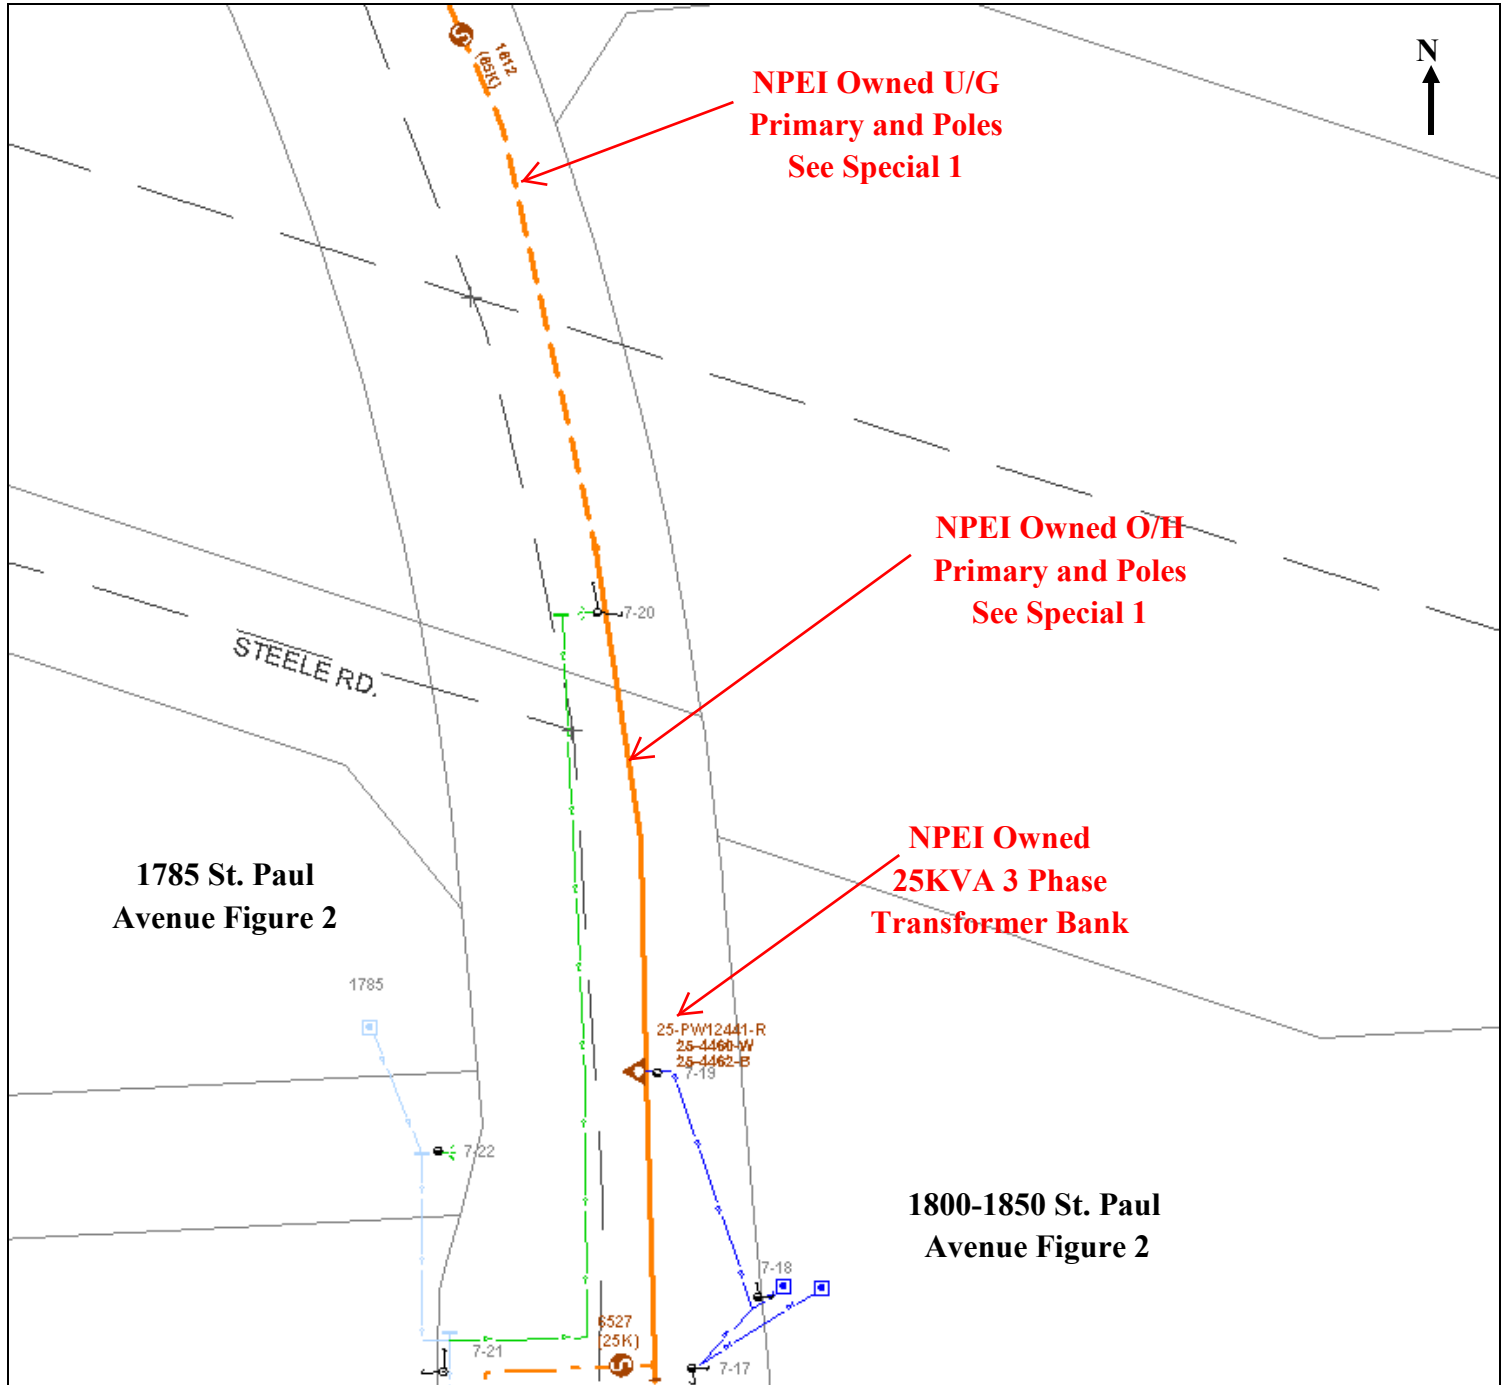 1612
(65K)
N
NPEI Owned U/G
Primary and Poles
See Special 1
NPEI Owned O/H
Primary and Poles
See Special 1
7-20
STEELE RD.
NPEI Owned
25KVA 3 Phase
Transformer Bank
1785 St. Paul
Avenue Figure 2
1785
25-PW12441-R
25-4460-W
25-4462-B
7-19
7-22
1800-1850 St. Paul
Avenue Figure 2
7-18
6527
(25K)
7-21
7-17